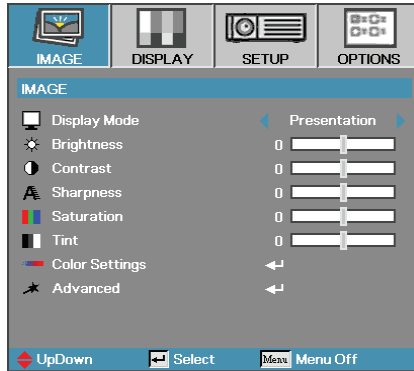 IMAGE DISPLAY SETUP OPTIONS
IMAGE
Display Mode Presentation
Brightness 0
Contrast 0
Sharpness 0
Saturation 0
Tint 0
Color Settings
Advanced
UpDown Select Menu Menu Off